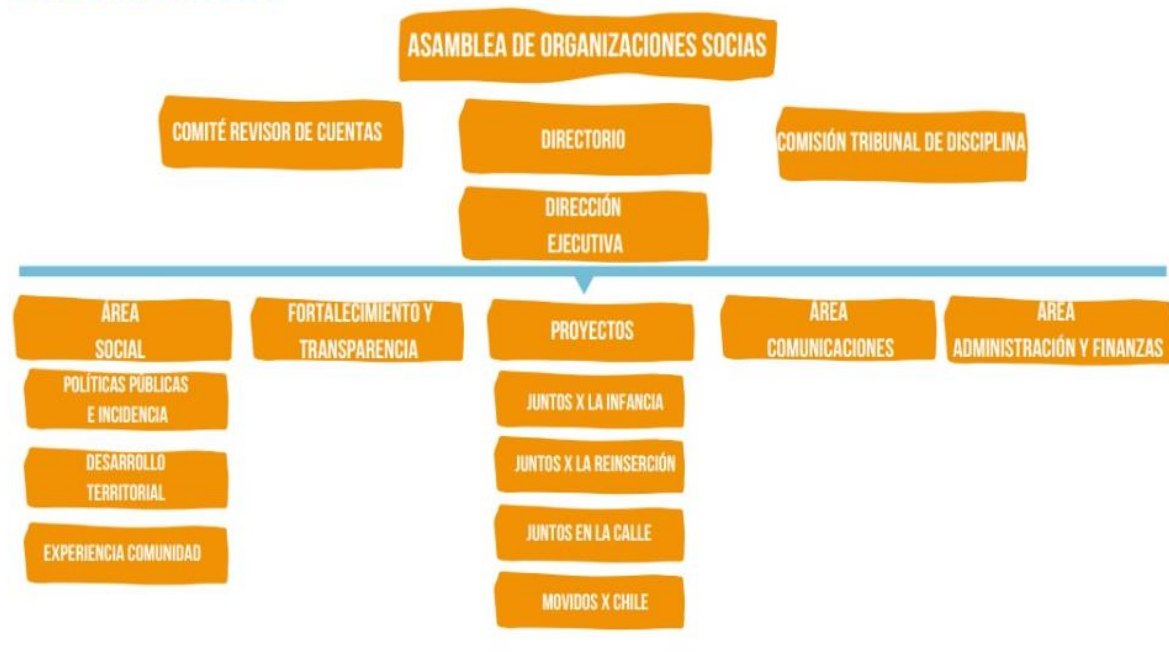 ASAMBLEA DE ORGANIZACIONES SOCIAS
COMITÉ REVISOR DE CUENTAS
DIRECTORIO
COMISIÓN TRIBUNAL DE DISCIPLINA
DIRECCIÓN
EJECUTIVA
ÁREA
SOCIAL
FORTALECIMIENTO Y
TRANSPARENCIA
PROYECTOS
ÁREA
COMUNICACIONES
ÁREA
ADMINISTRACIÓN Y FINANZAS
POLÍTICAS PÚBLICAS
E INCIDENCIA
DESARROLLO
TERRITORIAL
EXPERIENCIA COMUNIDAD
JUNTOS X LA INFANCIA
JUNTOS X LA REINSERCIÓN
JUNTOS EN LA CALLE
MOVIDOS X CHILE